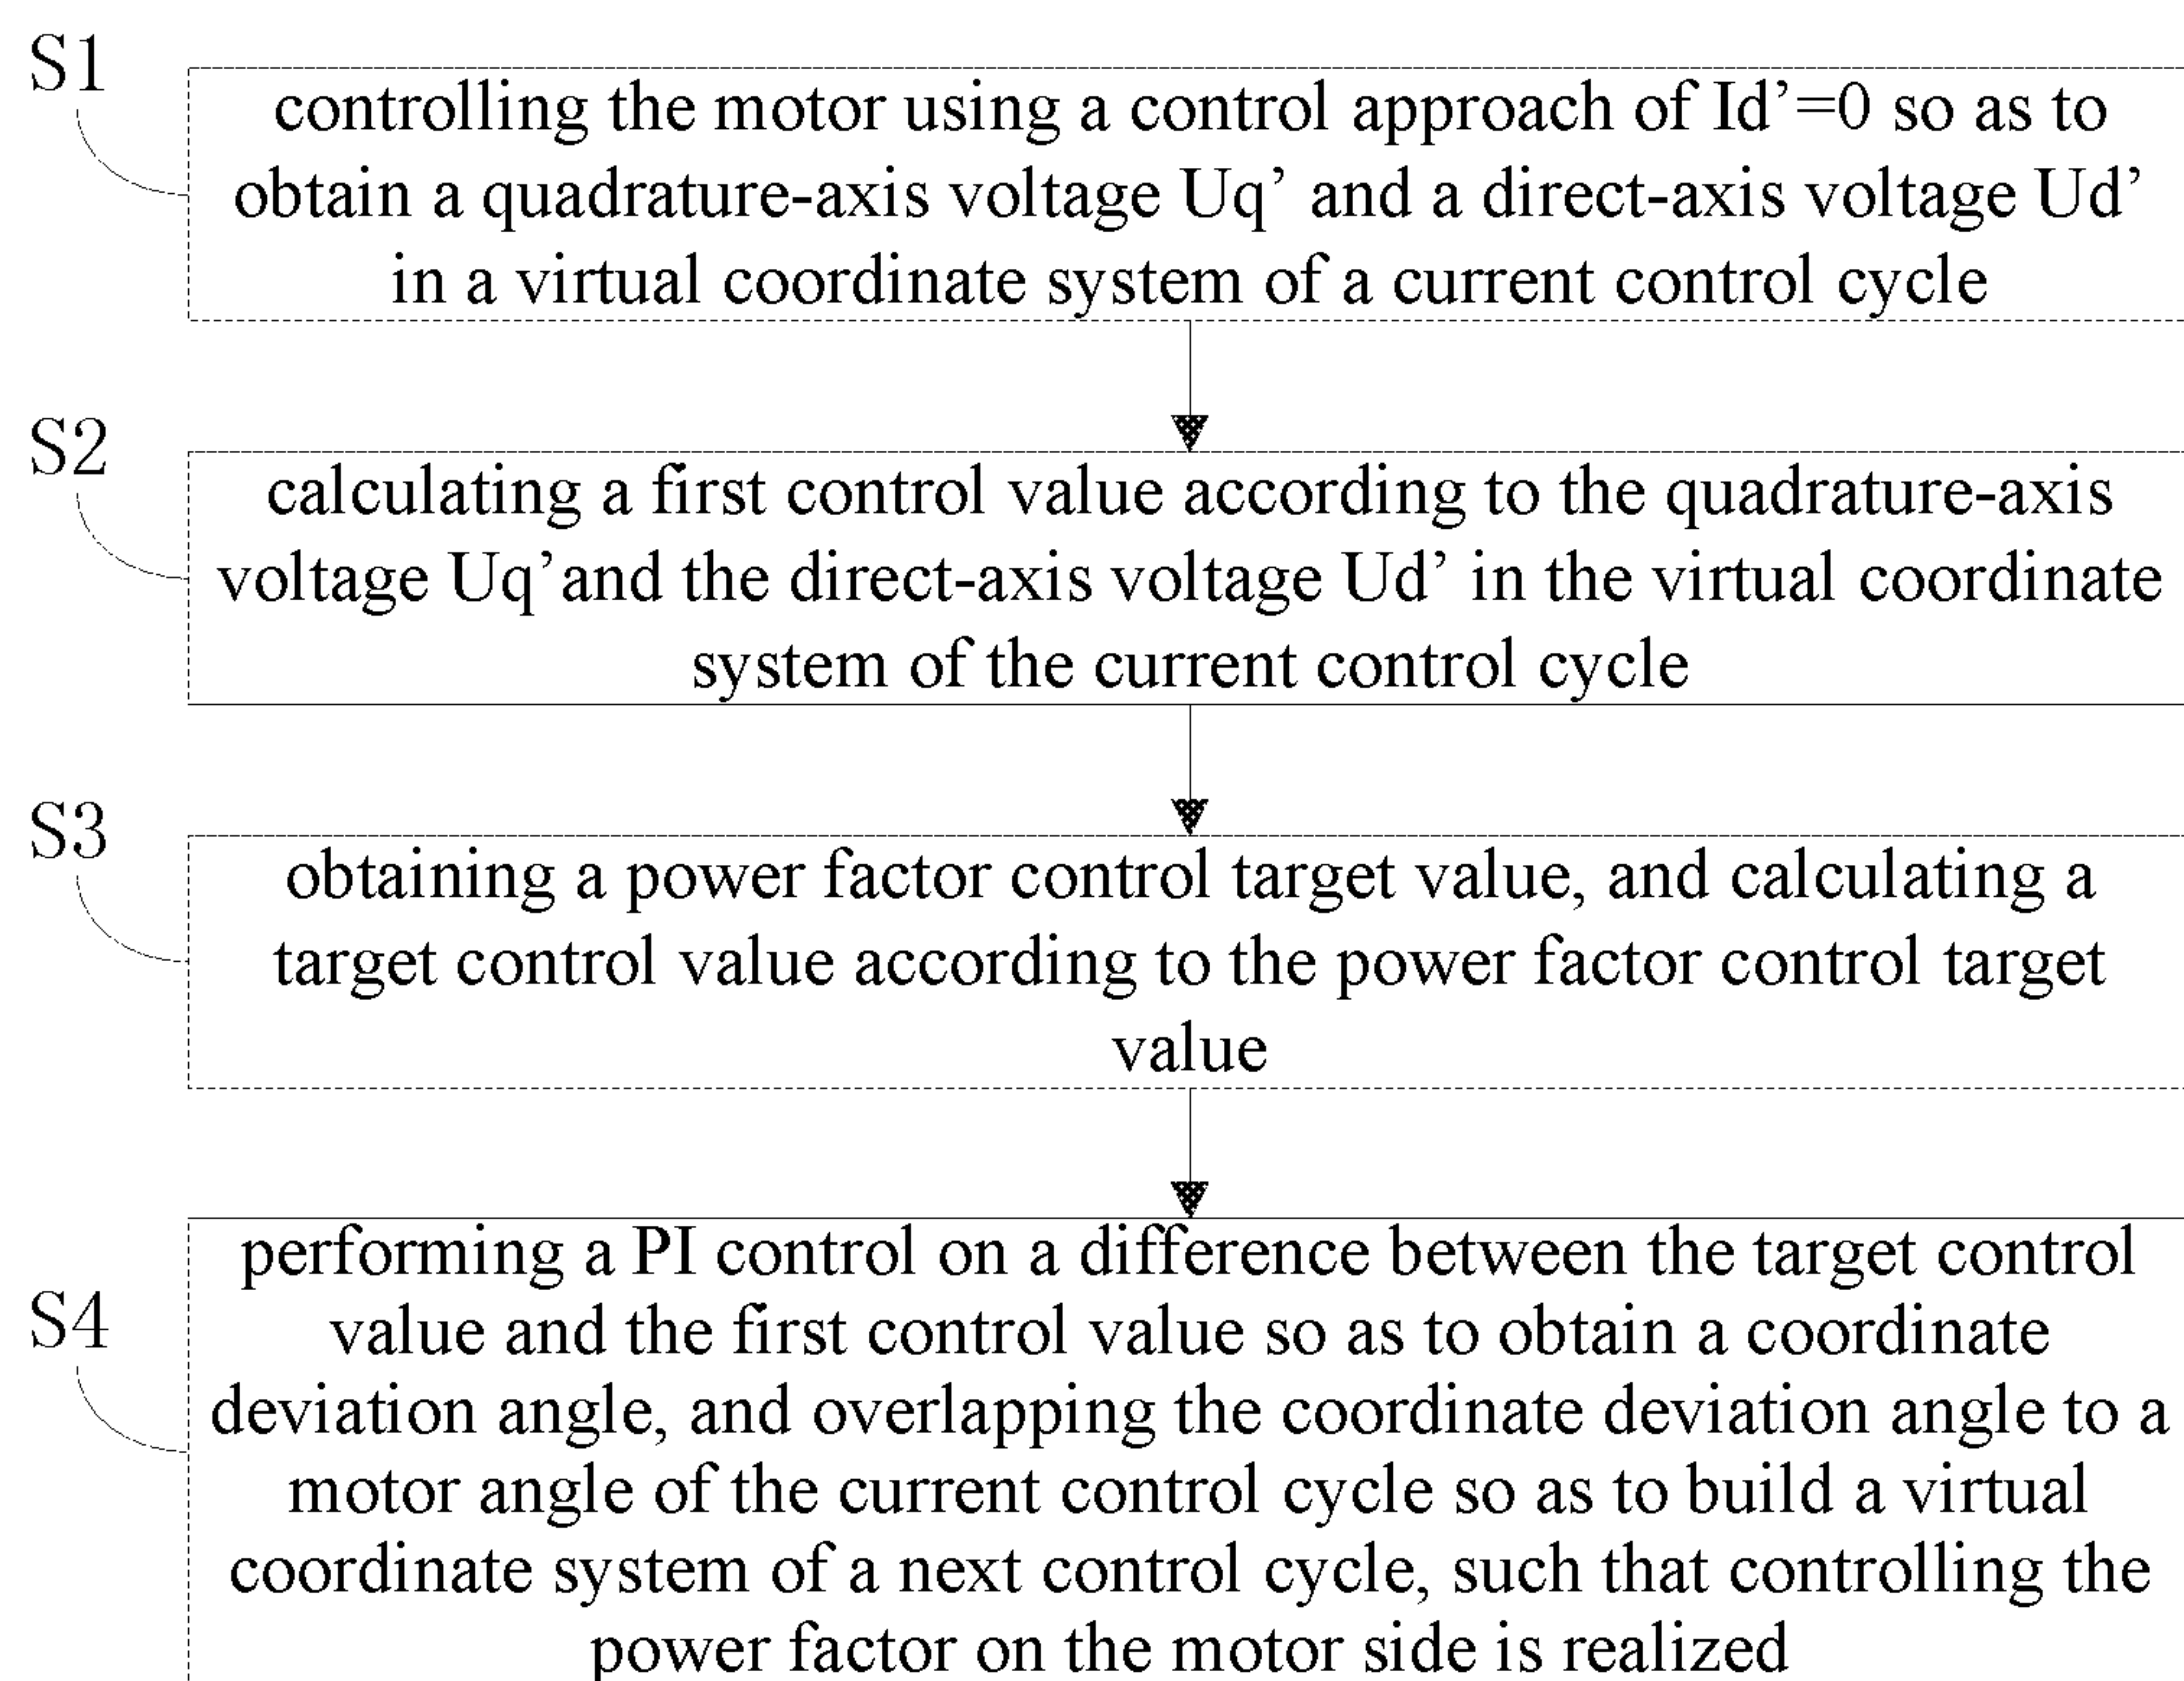 S1
controlling the motor using a control approach of Id’=0 so as to
obtain a quadrature-axis voltage Uq’ and a direct-axis voltage Ud’
in a virtual coordinate system of a current control cycle
S2
calculating a first control value according to the quadrature-axis
voltage Uq’and the direct-axis voltage Ud’ in the virtual coordinate
system of the current control cycle
S3
obtaining a power factor control target value, and calculating a
target control value according to the power factor control target
value
S4
performing a PI control on a difference between the target control
value and the first control value so as to obtain a coordinate
deviation angle, and overlapping the coordinate deviation angle to a
motor angle of the current control cycle so as to build a virtual
coordinate system of a next control cycle, such that controlling the
power factor on the motor side is realized